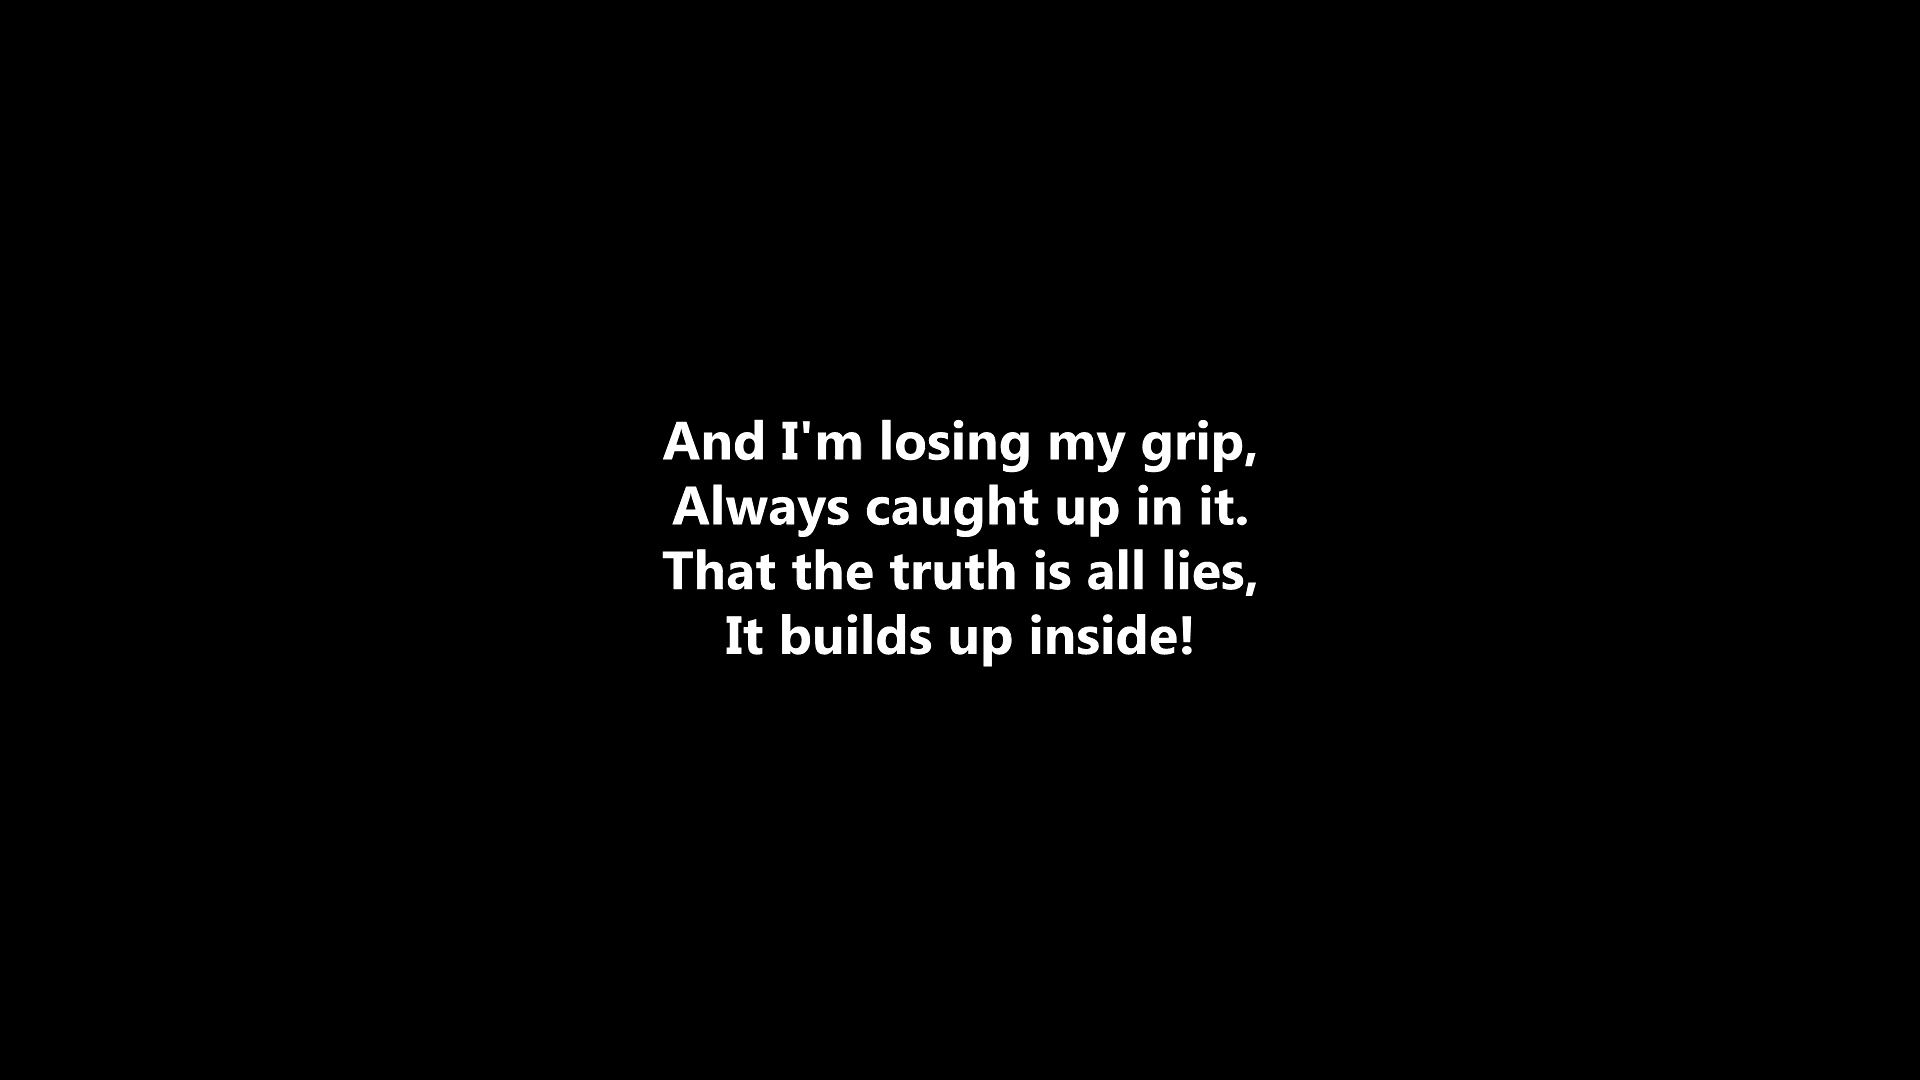 And I'm losing my grip,
Always caught up in it.
That the truth is all lies,
It builds up inside!